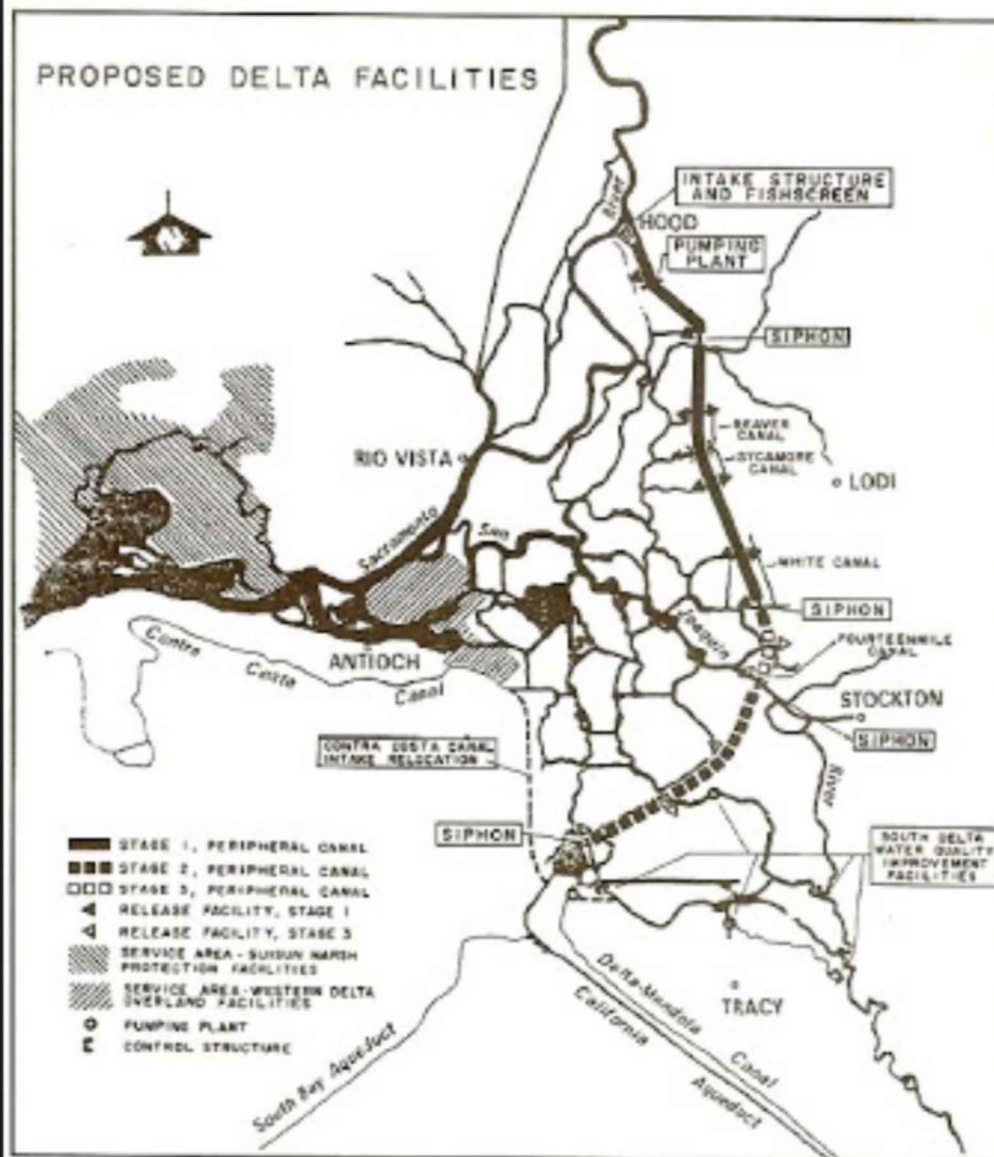 PROPOSED DELTA FACILITIES
INTAKE STRUCTURE
AND FISHSCREEN
River
HOOD
PUMPING
PLANT
SIPHON
BEAVER
CANAL
SYCAMORE
CANAL
LODI
RIO VISTA
Sacramento
San
WHITE CANAL
SIPHON
Joaquin
FOURTEENMILE
CANAL
Contra
Costa
Canal
ANTIOCH
STOCKTON
SIPHON
CONTRA COSTA CANAL
INTAKE RELOCATION
River
SIPHON
SOUTH DELTA
WATER QUALITY
IMPROVEMENT
FACILITIES
STAGE 1, PERIPHERAL CANAL
STAGE 2, PERIPHERAL CANAL
STAGE 3, PERIPHERAL CANAL
RELEASE FACILITY, STAGE 1
RELEASE FACILITY, STAGE 3
SERVICE AREA - SUISUN MARSH
PROTECTION FACILITIES
SERVICE AREA-WESTERN DELTA
OVERLAND FACILITIES
PUMPING PLANT
CONTROL STRUCTURE
TRACY
Delta-Mendota
Canal
California
Aqueduct
South Bay Aqueduct